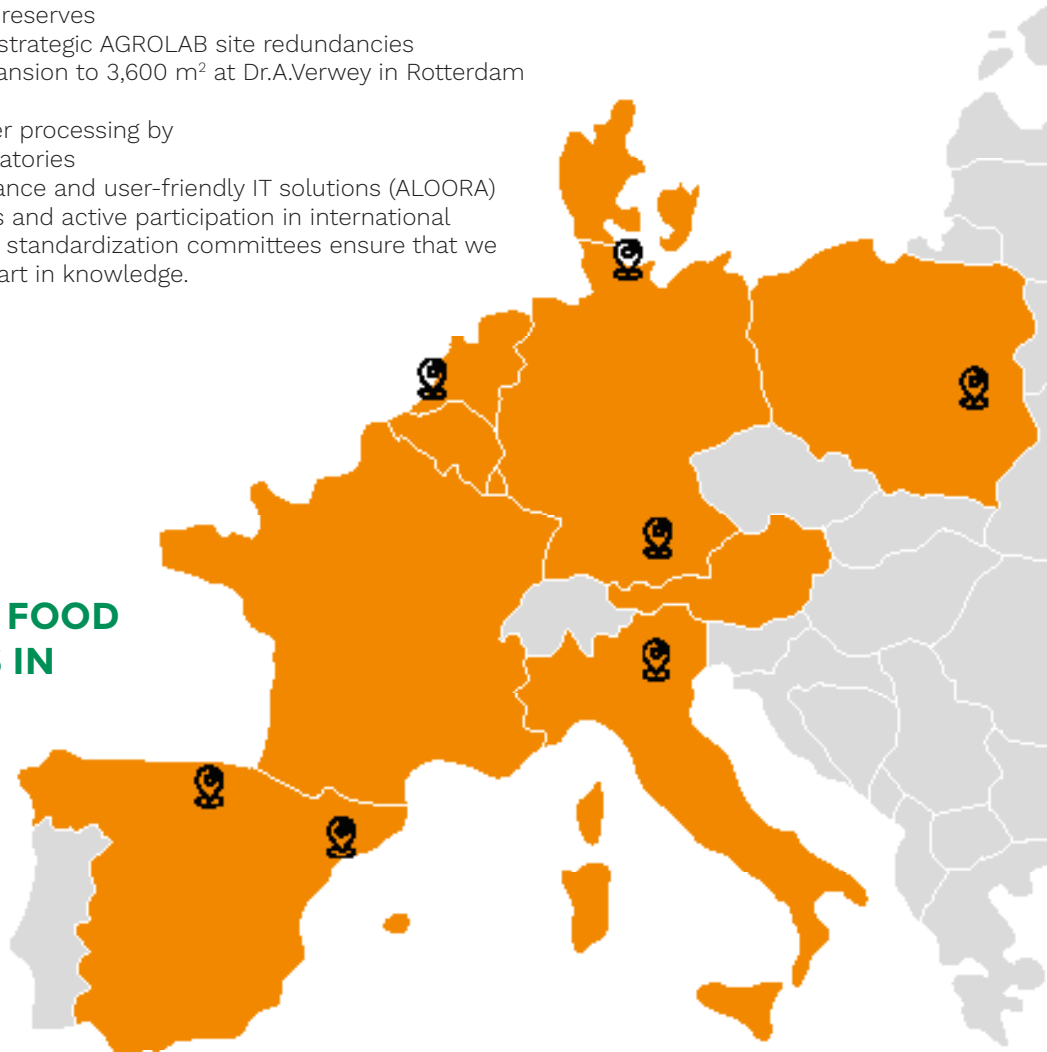 reserves
strategic AGROLAB site redundancies
ansion to 3,600 m² at Dr.A.Verwey in Rotterdam
er processing by
atories
ance and user-friendly IT solutions (ALOORA)
s and active participation in international
standardization committees ensure that we
art in knowledge.
FOOD
S IN